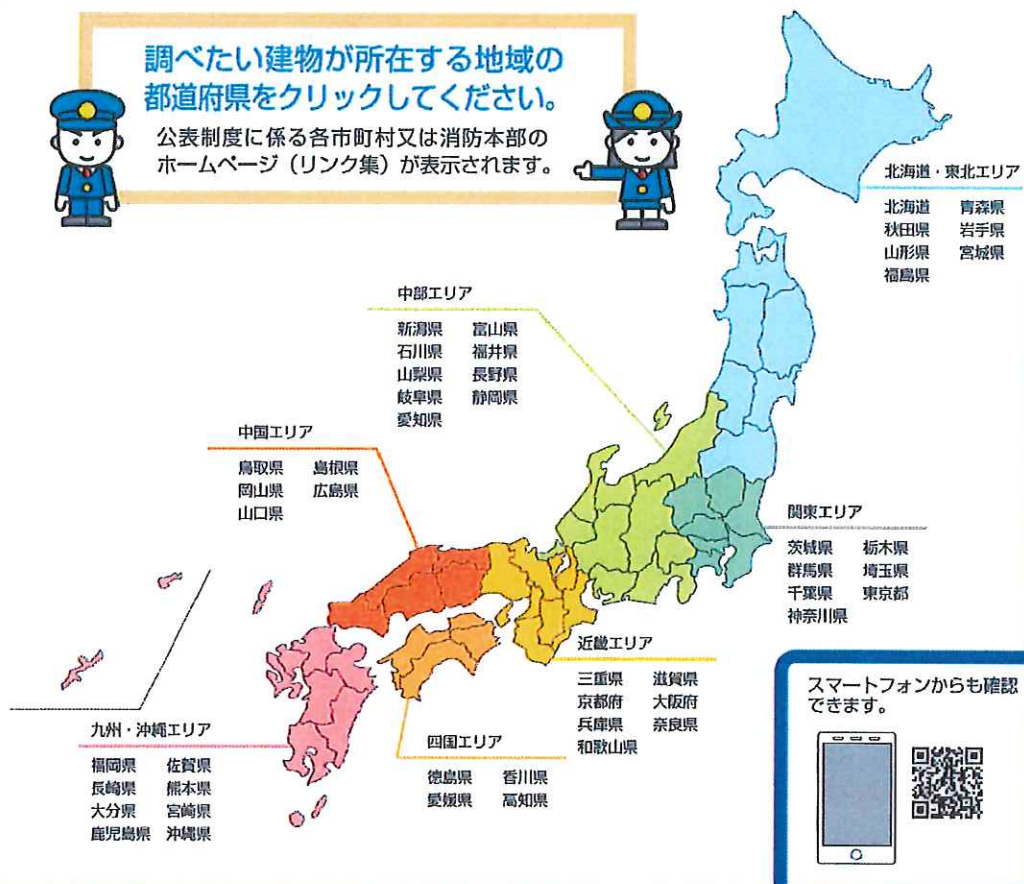 調べたい建物が所在する地域の
都道府県をクリックしてください。
公表制度に係る各市町村又は消防本部の
ホームページ（リンク集）が表示されます。
北海道・東北エリア
北海道　青森県
秋田県　岩手県
山形県　宮城県
福島県
中部エリア
新潟県　富山県
石川県　福井県
山梨県　長野県
岐阜県　静岡県
愛知県
中国エリア
鳥取県　島根県
岡山県　広島県
山口県
関東エリア
茨城県　栃木県
群馬県　埼玉県
千葉県　東京都
神奈川県
近畿エリア
三重県　滋賀県
京都府　大阪府
兵庫県　奈良県
和歌山県
四国エリア
徳島県　香川県
愛媛県　高知県
九州・沖縄エリア
福岡県　佐賀県
長崎県　熊本県
大分県　宮崎県
鹿児島県　沖縄県
スマートフォンからも確認
できます。